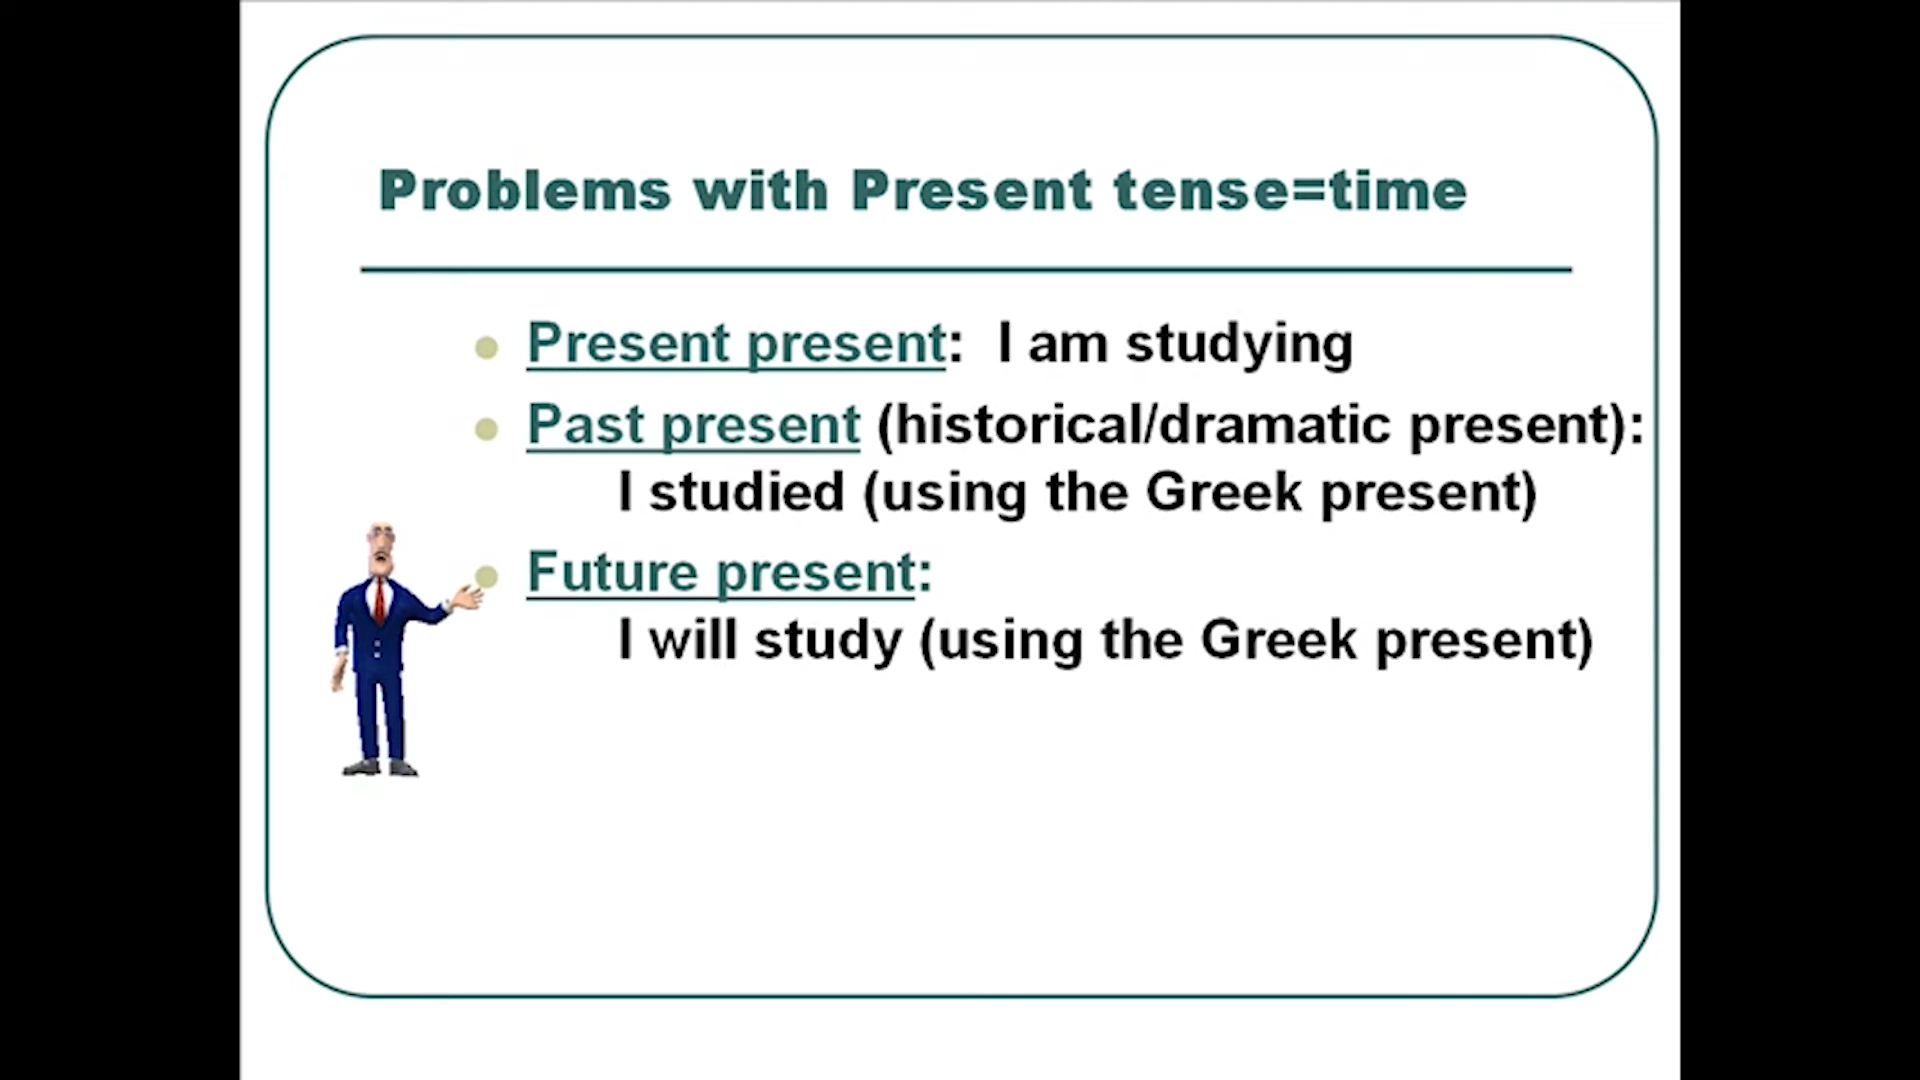 Problems with Present tense=time
Present present:  I am studying
Past present (historical/dramatic present):
I studied (using the Greek present)
Future present:
I will study (using the Greek present)